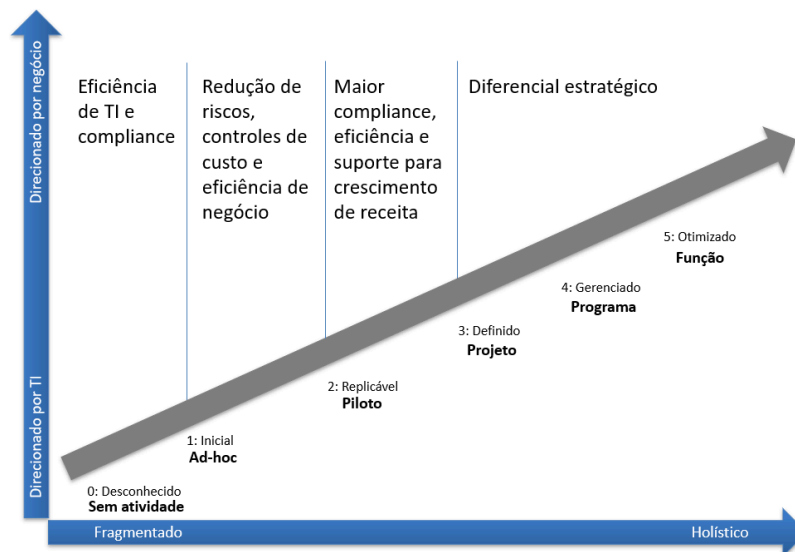 Direcionado por negócio
Direcionado por TI
Eficiência
de TI e
compliance
Redução de
riscos,
controles de
custo e
eficiência de
negócio
Maior
compliance,
eficiência e
suporte para
crescimento
de receita
Diferencial estratégico
5: Otimizado
Função
4: Gerenciado
Programa
3: Definido
Projeto
2: Replicável
Piloto
1: Inicial
Ad-hoc
0: Desconhecido
Sem atividade
Fragmentado
Holístico